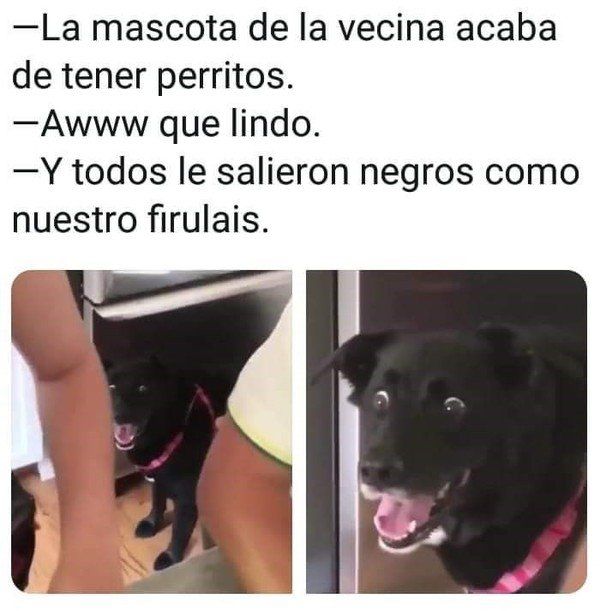 —La mascota de la vecina acaba
de tener perritos.
—Awww que lindo.
—Y todos le salieron negros como
nuestro firulais.